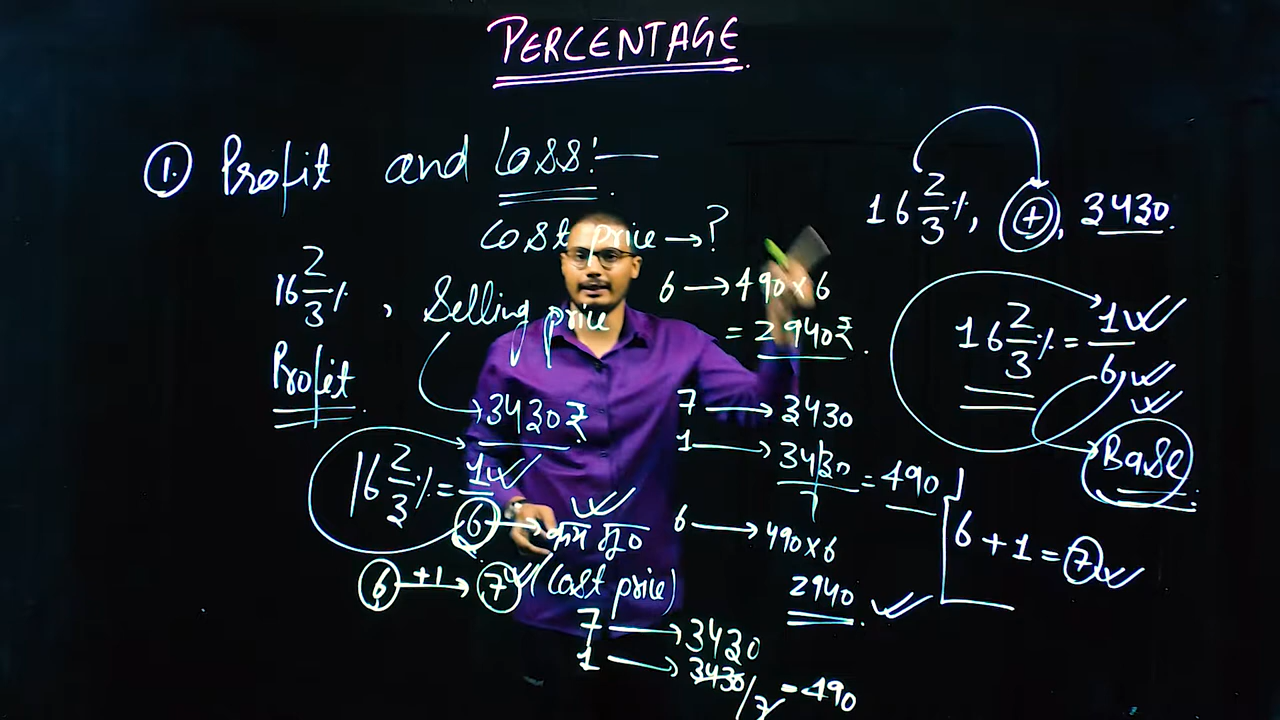 PERCENTAGE
① Profit and Loss:—
Cost price → ?
16 2/3 %, Selling price
Profit
→ 3430 ₹
16 2/3 % = 1/6 → क्रय मूल्य
(Cost price)
⑥ +1 → ⑦
7 → 3430
1 → 3430/7 = 490
6 → 490 × 6
= 2940 ₹.
7 → 3430
1 → 3430/7 = 490
6 → 490 × 6
2940.
16 2/3 %, (+), 3430.
16 2/3 % = 1/6
Base
6 + 1 = ⑦